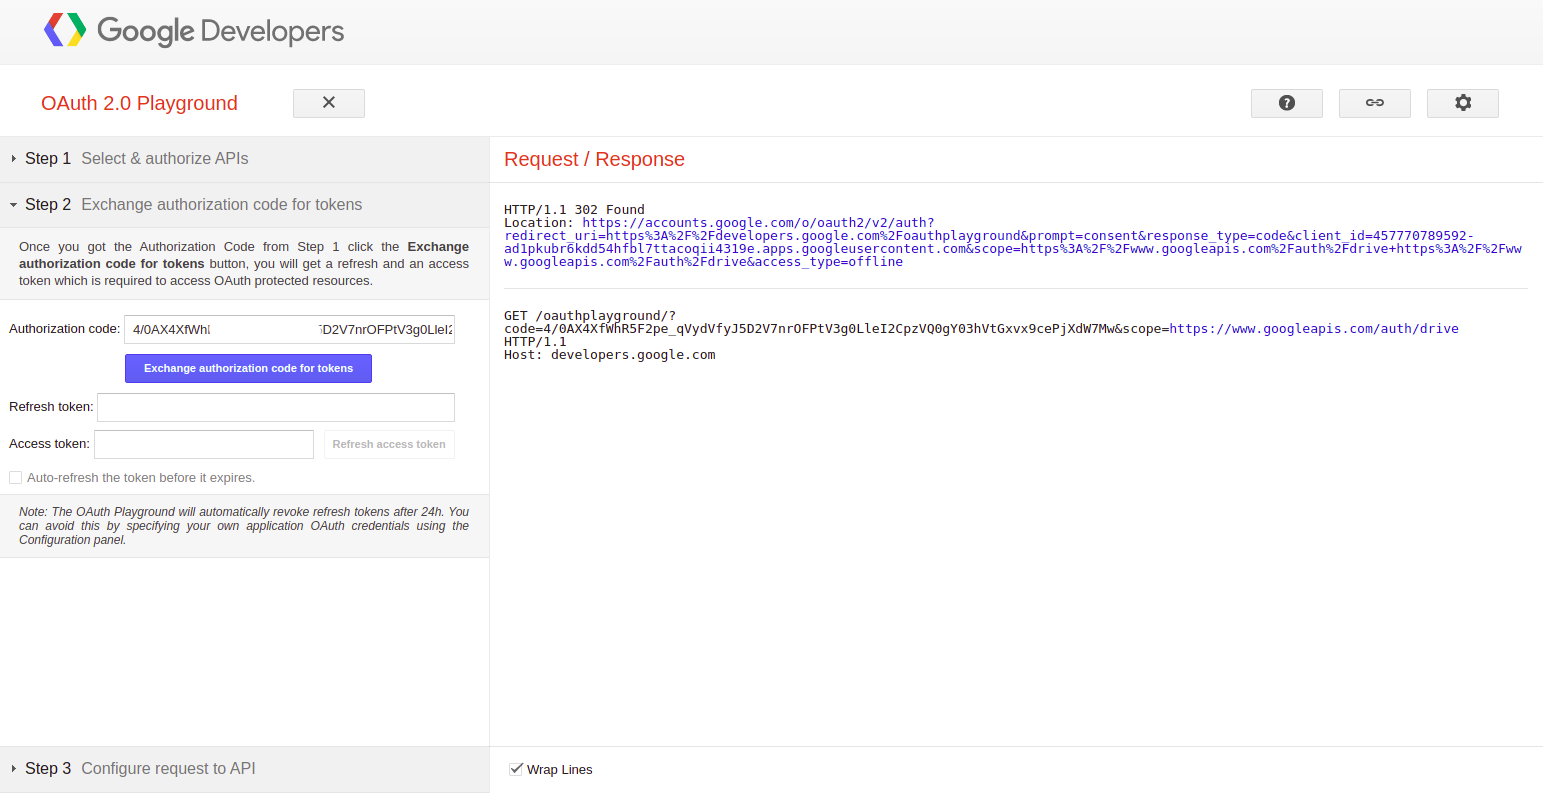 Google Developers
OAuth 2.0 Playground
Step 1 Select & authorize APIs
Step 2 Exchange authorization code for tokens
Once you got the Authorization Code from Step 1 click the Exchange
authorization code for tokens button, you will get a refresh and an access
token which is required to access OAuth protected resources.
Authorization code: 4/0AX4XfWh D2V7nrOFPtV3g0LleI2
Exchange authorization code for tokens
Refresh token:
Access token: Refresh access token
Auto-refresh the token before it expires.
Note: The OAuth Playground will automatically revoke refresh tokens after 24h. You
can avoid this by specifying your own application OAuth credentials using the
Configuration panel.
Step 3 Configure request to API
Request / Response
HTTP/1.1 302 Found
Location: https://accounts.google.com/o/oauth2/v2/auth?
redirect_uri=https%3A%2F%2Fdevelopers.google.com%2Foauthplayground&prompt=consent&response_type=code&client_id=457770789592-
ad1pkubr6kdd54hfbl7ttacoqii4319e.apps.googleusercontent.com&scope=https%3A%2F%2Fwww.googleapis.com%2Fauth%2Fdrive+https%3A%2F%2Fww
w.googleapis.com%2Fauth%2Fdrive&access_type=offline
GET /oauthplayground/?
code=4/0AX4XfWhR5F2pe_qVydVfyJ5D2V7nrOFPtV3g0LleI2CpzVQ0gY03hVtGxvx9cePjXdW7Mw&scope=https://www.googleapis.com/auth/drive
HTTP/1.1
Host: developers.google.com
Wrap Lines